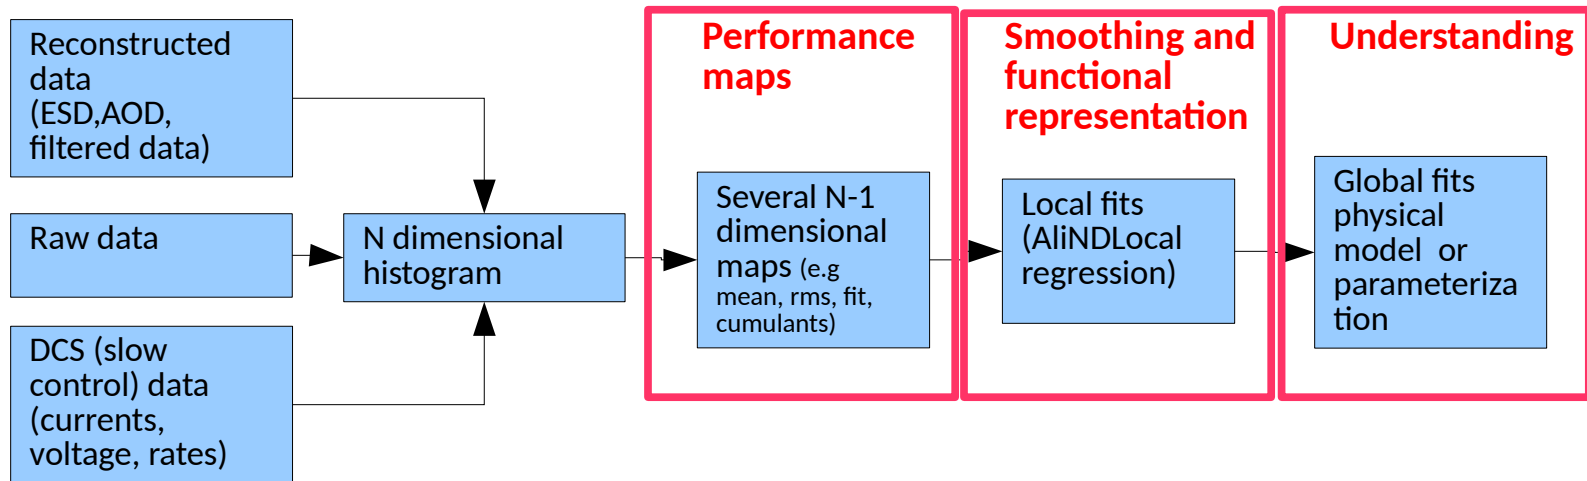 Reconstructed
data
(ESD,AOD,
filtered data)
Raw data
DCS (slow
control) data
(currents,
voltage, rates)
N dimensional
histogram
Performance
maps
Several N-1
dimensional
maps (e.g
mean, rms, fit,
cumulants)
Smoothing and
functional
representation
Local fits
(AliNDLocal
regression)
Understanding
Global fits
physical
model  or
parameteriza
tion